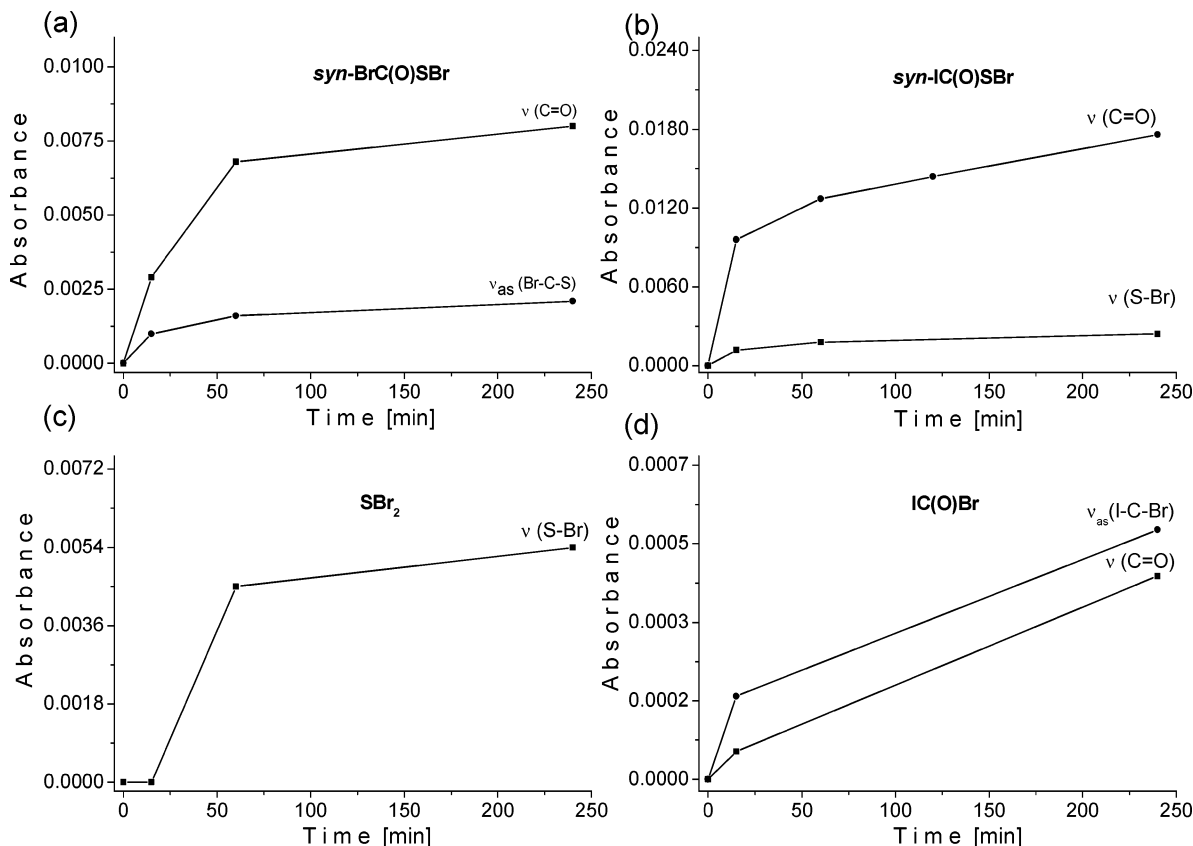 (a)
syn-BrC(O)SBr
ν (C=O)
νas (Br-C-S)
0.0100
0.0075
0.0050
0.0025
0.0000
Absorbance
0 50 100 150 200 250
Time [min]
(b)
syn-IC(O)SBr
ν (C=O)
ν (S-Br)
0.0240
0.0180
0.0120
0.0060
0.0000
Absorbance
0 50 100 150 200 250
Time [min]
(c)
SBr2
ν (S-Br)
0.0072
0.0054
0.0036
0.0018
0.0000
Absorbance
0 50 100 150 200 250
Time [min]
(d)
IC(O)Br
νas(I-C-Br)
ν (C=O)
0.0007
0.0005
0.0003
0.0002
0.0000
Absorbance
0 50 100 150 200 250
Time [min]